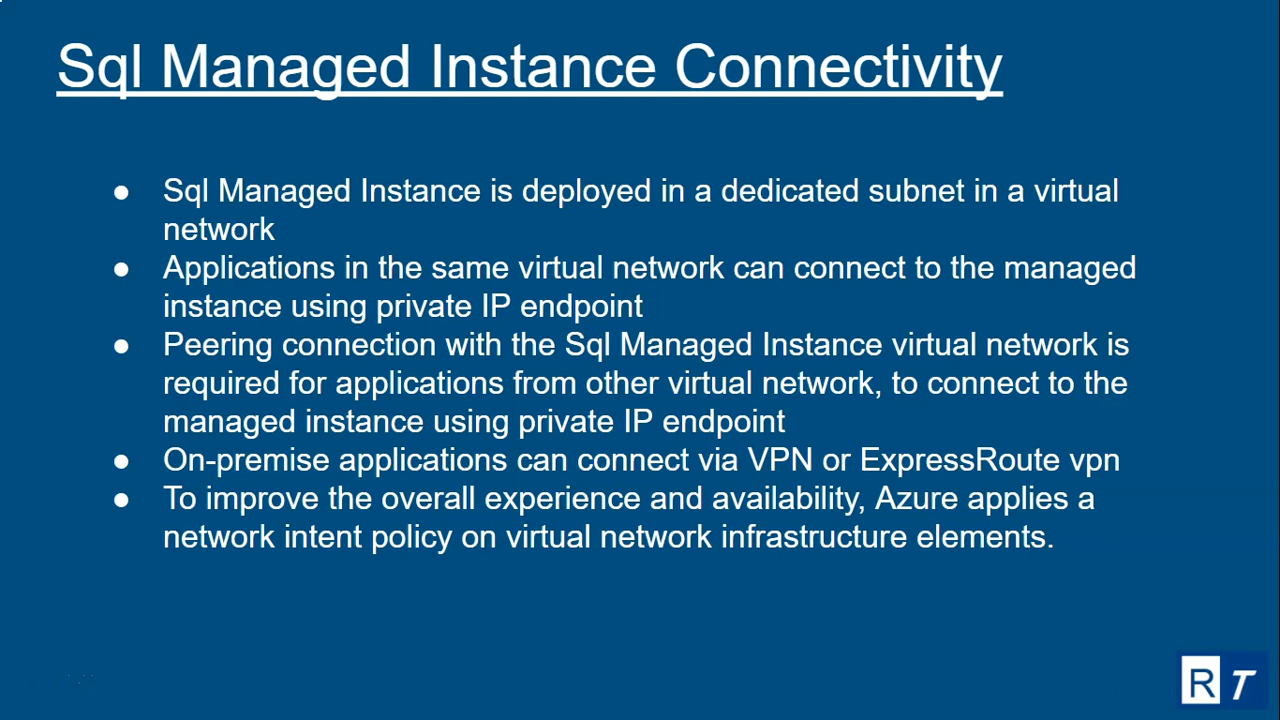 Sql Managed Instance Connectivity
● Sql Managed Instance is deployed in a dedicated subnet in a virtual
network
● Applications in the same virtual network can connect to the managed
instance using private IP endpoint
● Peering connection with the Sql Managed Instance virtual network is
required for applications from other virtual network, to connect to the
managed instance using private IP endpoint
● On-premise applications can connect via VPN or ExpressRoute vpn
● To improve the overall experience and availability, Azure applies a
network intent policy on virtual network infrastructure elements.
R T